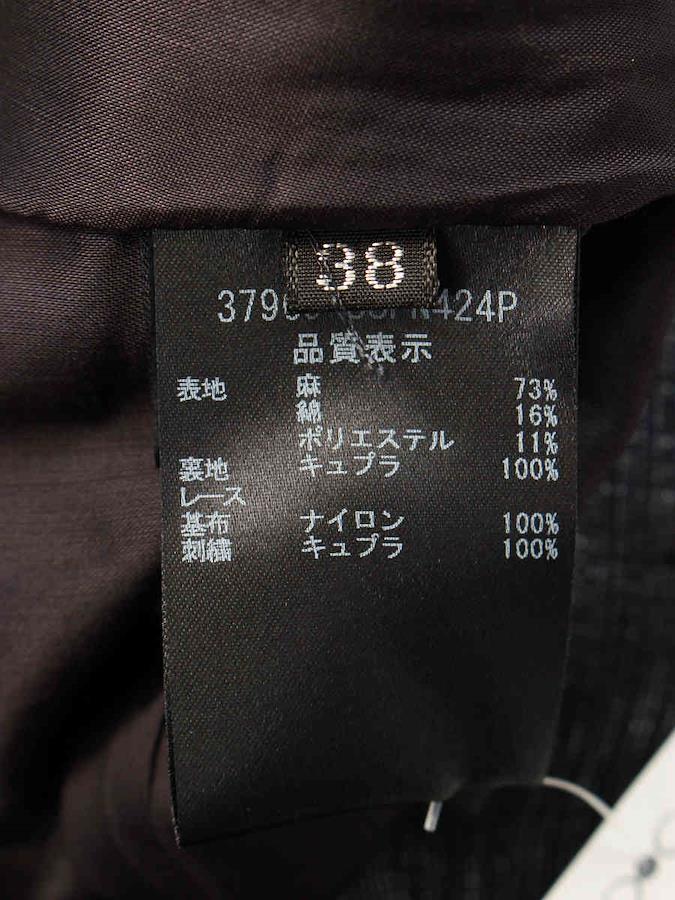 38
424P
品質表示
表地 麻 73%
綿 16%
ポリエステル 11%
裏地 キュプラ 100%
レース
基布 ナイロン 100%
刺繍 キュプラ 100%